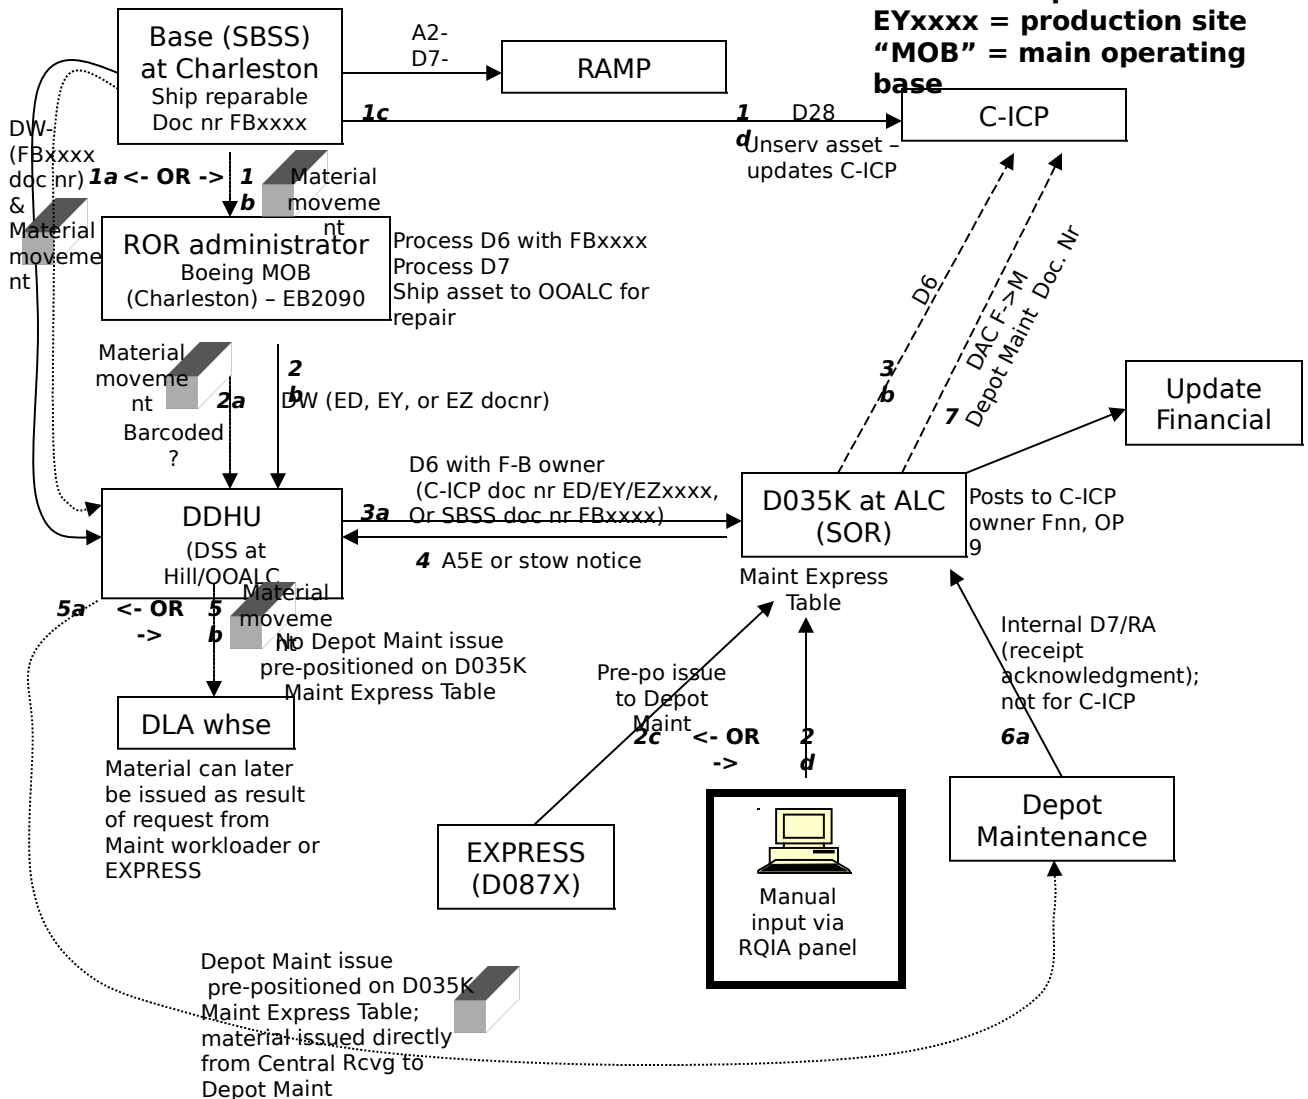 EYxxxx = production site
“MOB” = main operating
base
Base (SBSS)
at Charleston
Ship reparable
Doc nr FBxxxx
A2-
D7-
RAMP
1c
1
d
D28
Unserv asset –
updates C-ICP
C-ICP
DW-
(FBxxxx
doc nr)
&
Material
moveme
nt
1a
<- OR ->
1
b
Material
moveme
nt
ROR administrator
Boeing MOB
(Charleston) – EB2090
Process D6 with FBxxxx
Process D7
Ship asset to OOALC for
repair
Material
moveme
nt
2a
Barcoded
?
2
b
DW (ED, EY, or EZ docnr)
D6
3
b
DAC F->M
Depot Maint Doc. Nr
7
Update
Financial
DDHU
(DSS at
Hill/OOALC
D6 with F-B owner
(C-ICP doc nr ED/EY/EZxxxx,
Or SBSS doc nr FBxxxx)
3a
4 A5E or stow notice
D035K at ALC
(SOR)
Posts to C-ICP
owner Fnn, OP
9
Maint Express
Table
5a
<- OR
->
5
b
Material
moveme
nt
No Depot Maint issue
pre-positioned on D035K
Maint Express Table
DLA whse
Material can later
be issued as result
of request from
Maint workloader or
EXPRESS
Pre-po issue
to Depot
Maint
2c
<- OR
->
2
d
Internal D7/RA
(receipt
acknowledgment);
not for C-ICP
6a
EXPRESS
(D087X)
Manual
input via
RQIA panel
Depot
Maintenance
Depot Maint issue
pre-positioned on D035K
Maint Express Table;
material issued directly
from Central Rcvg to
Depot Maint